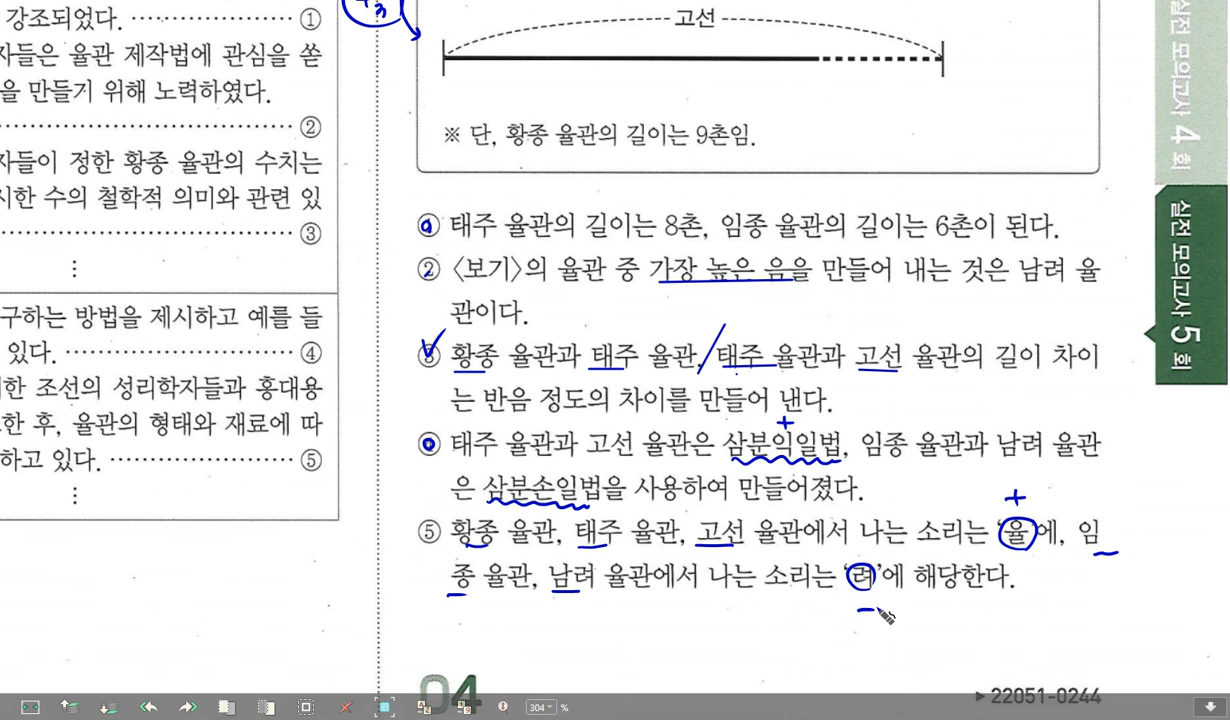 강조되었다. ⋯⋯⋯⋯⋯⋯ ①
자들은 율관 제작법에 관심을 쏟
을 만들기 위해 노력하였다.
⋯⋯⋯⋯⋯⋯⋯⋯⋯⋯ ②
자들이 정한 황종 율관의 수치는
시한 수의 철학적 의미와 관련 있
⋯⋯⋯⋯⋯⋯⋯⋯⋯⋯ ③
⋮
구하는 방법을 제시하고 예를 들
있다. ⋯⋯⋯⋯⋯⋯⋯⋯ ④
한 조선의 성리학자들과 홍대용
한 후, 율관의 형태와 재료에 따
하고 있다. ⋯⋯⋯⋯⋯⋯ ⑤
⋮
고선
※ 단, 황종 율관의 길이는 9촌임.
태주 율관의 길이는 8촌, 임종 율관의 길이는 6촌이 된다.
② <보기>의 율관 중 가장 높은 음을 만들어 내는 것은 남려 율
관이다.
③ 황종 율관과 태주 율관, 태주 율관과 고선 율관의 길이 차이
는 반음 정도의 차이를 만들어 낸다.
+
태주 율관과 고선 율관은 삼분익일법, 임종 율관과 남려 율관
은 삼분손일법을 사용하여 만들어졌다.
+
⑤ 황종 율관, 태주 율관, 고선 율관에서 나는 소리는 '율'에, 임
종 율관, 남려 율관에서 나는 소리는 '려'에 해당한다.
−
04
▶ 22051-0244
실전 모의고사 4 회
실전 모의고사 5 회
304 %